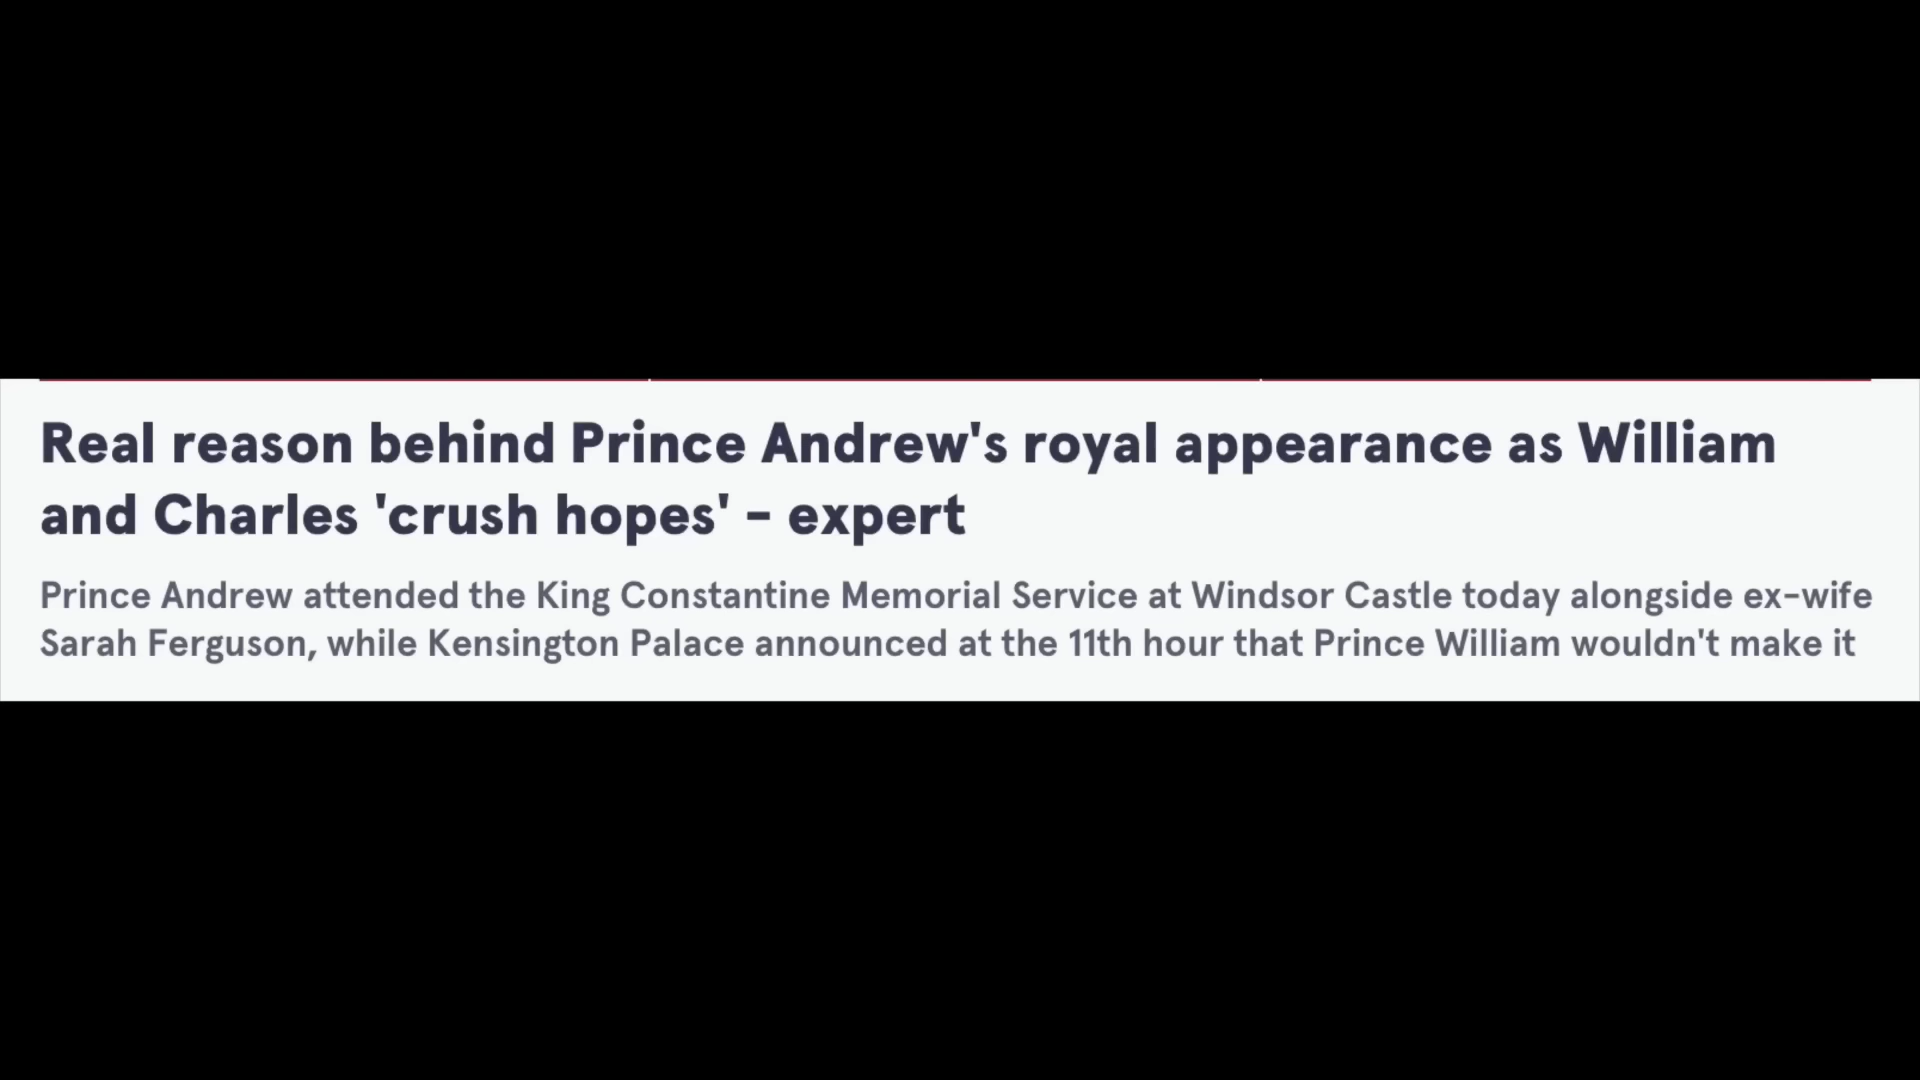 Real reason behind Prince Andrew's royal appearance as William
and Charles 'crush hopes' - expert
Prince Andrew attended the King Constantine Memorial Service at Windsor Castle today alongside ex-wife
Sarah Ferguson, while Kensington Palace announced at the 11th hour that Prince William wouldn't make it